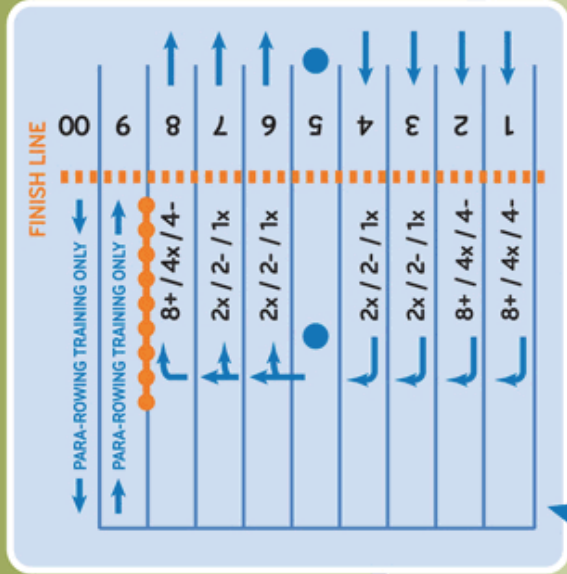 FINISH LINE
00
9
8
7
6
5
4
3
2
1
PARA-ROWING TRAINING ONLY
PARA-ROWING TRAINING ONLY
8+ / 4x / 4-
2x / 2- / 1x
2x / 2- / 1x
2x / 2- / 1x
2x / 2- / 1x
8+ / 4x / 4-
8+ / 4x / 4-